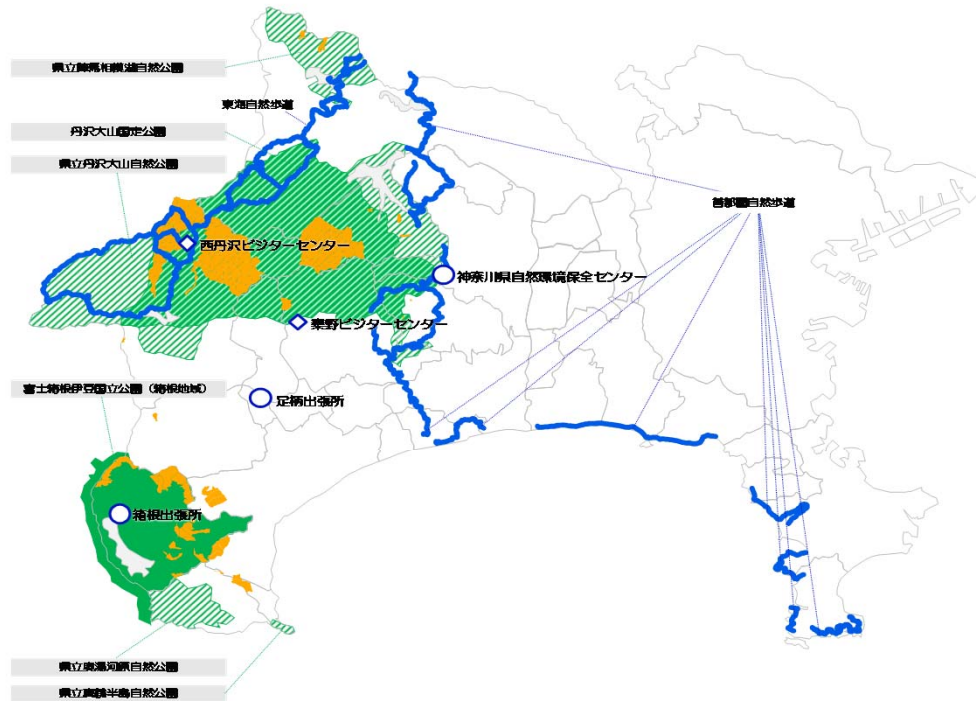 県立陣馬相模湖自然公園
東海自然歩道
丹沢大山国定公園
県立丹沢大山自然公園
首都圏自然歩道
西丹沢ビジターセンター
神奈川県自然環境保全センター
秦野ビジターセンター
富士箱根伊豆国立公園（箱根地域）
足柄出張所
箱根出張所
県立奥湯河原自然公園
県立真鶴半島自然公園